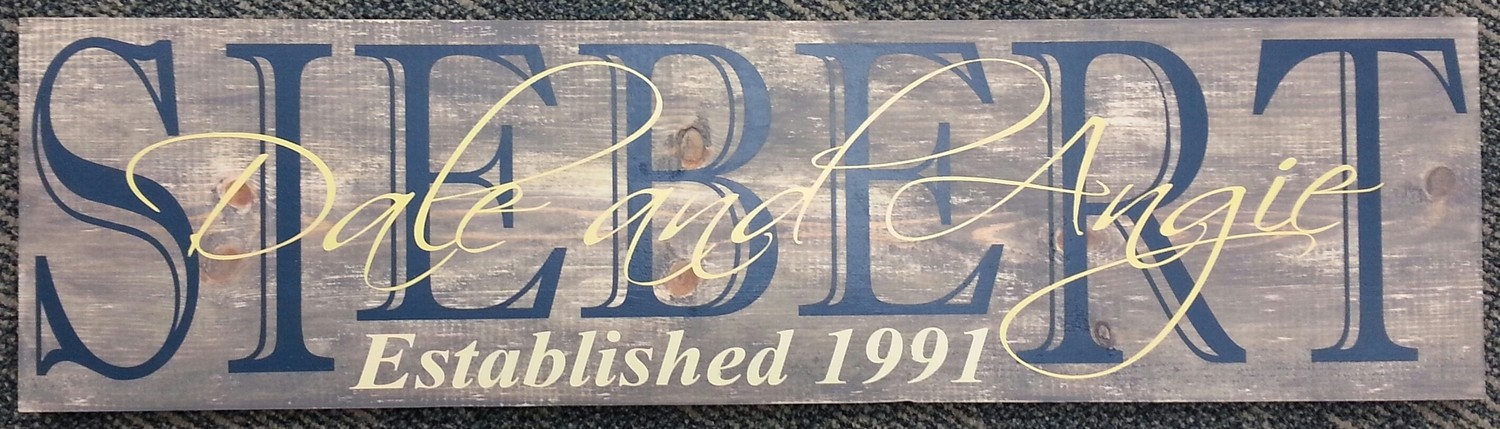 SIEBERT
Dale and Angie
Established 1991